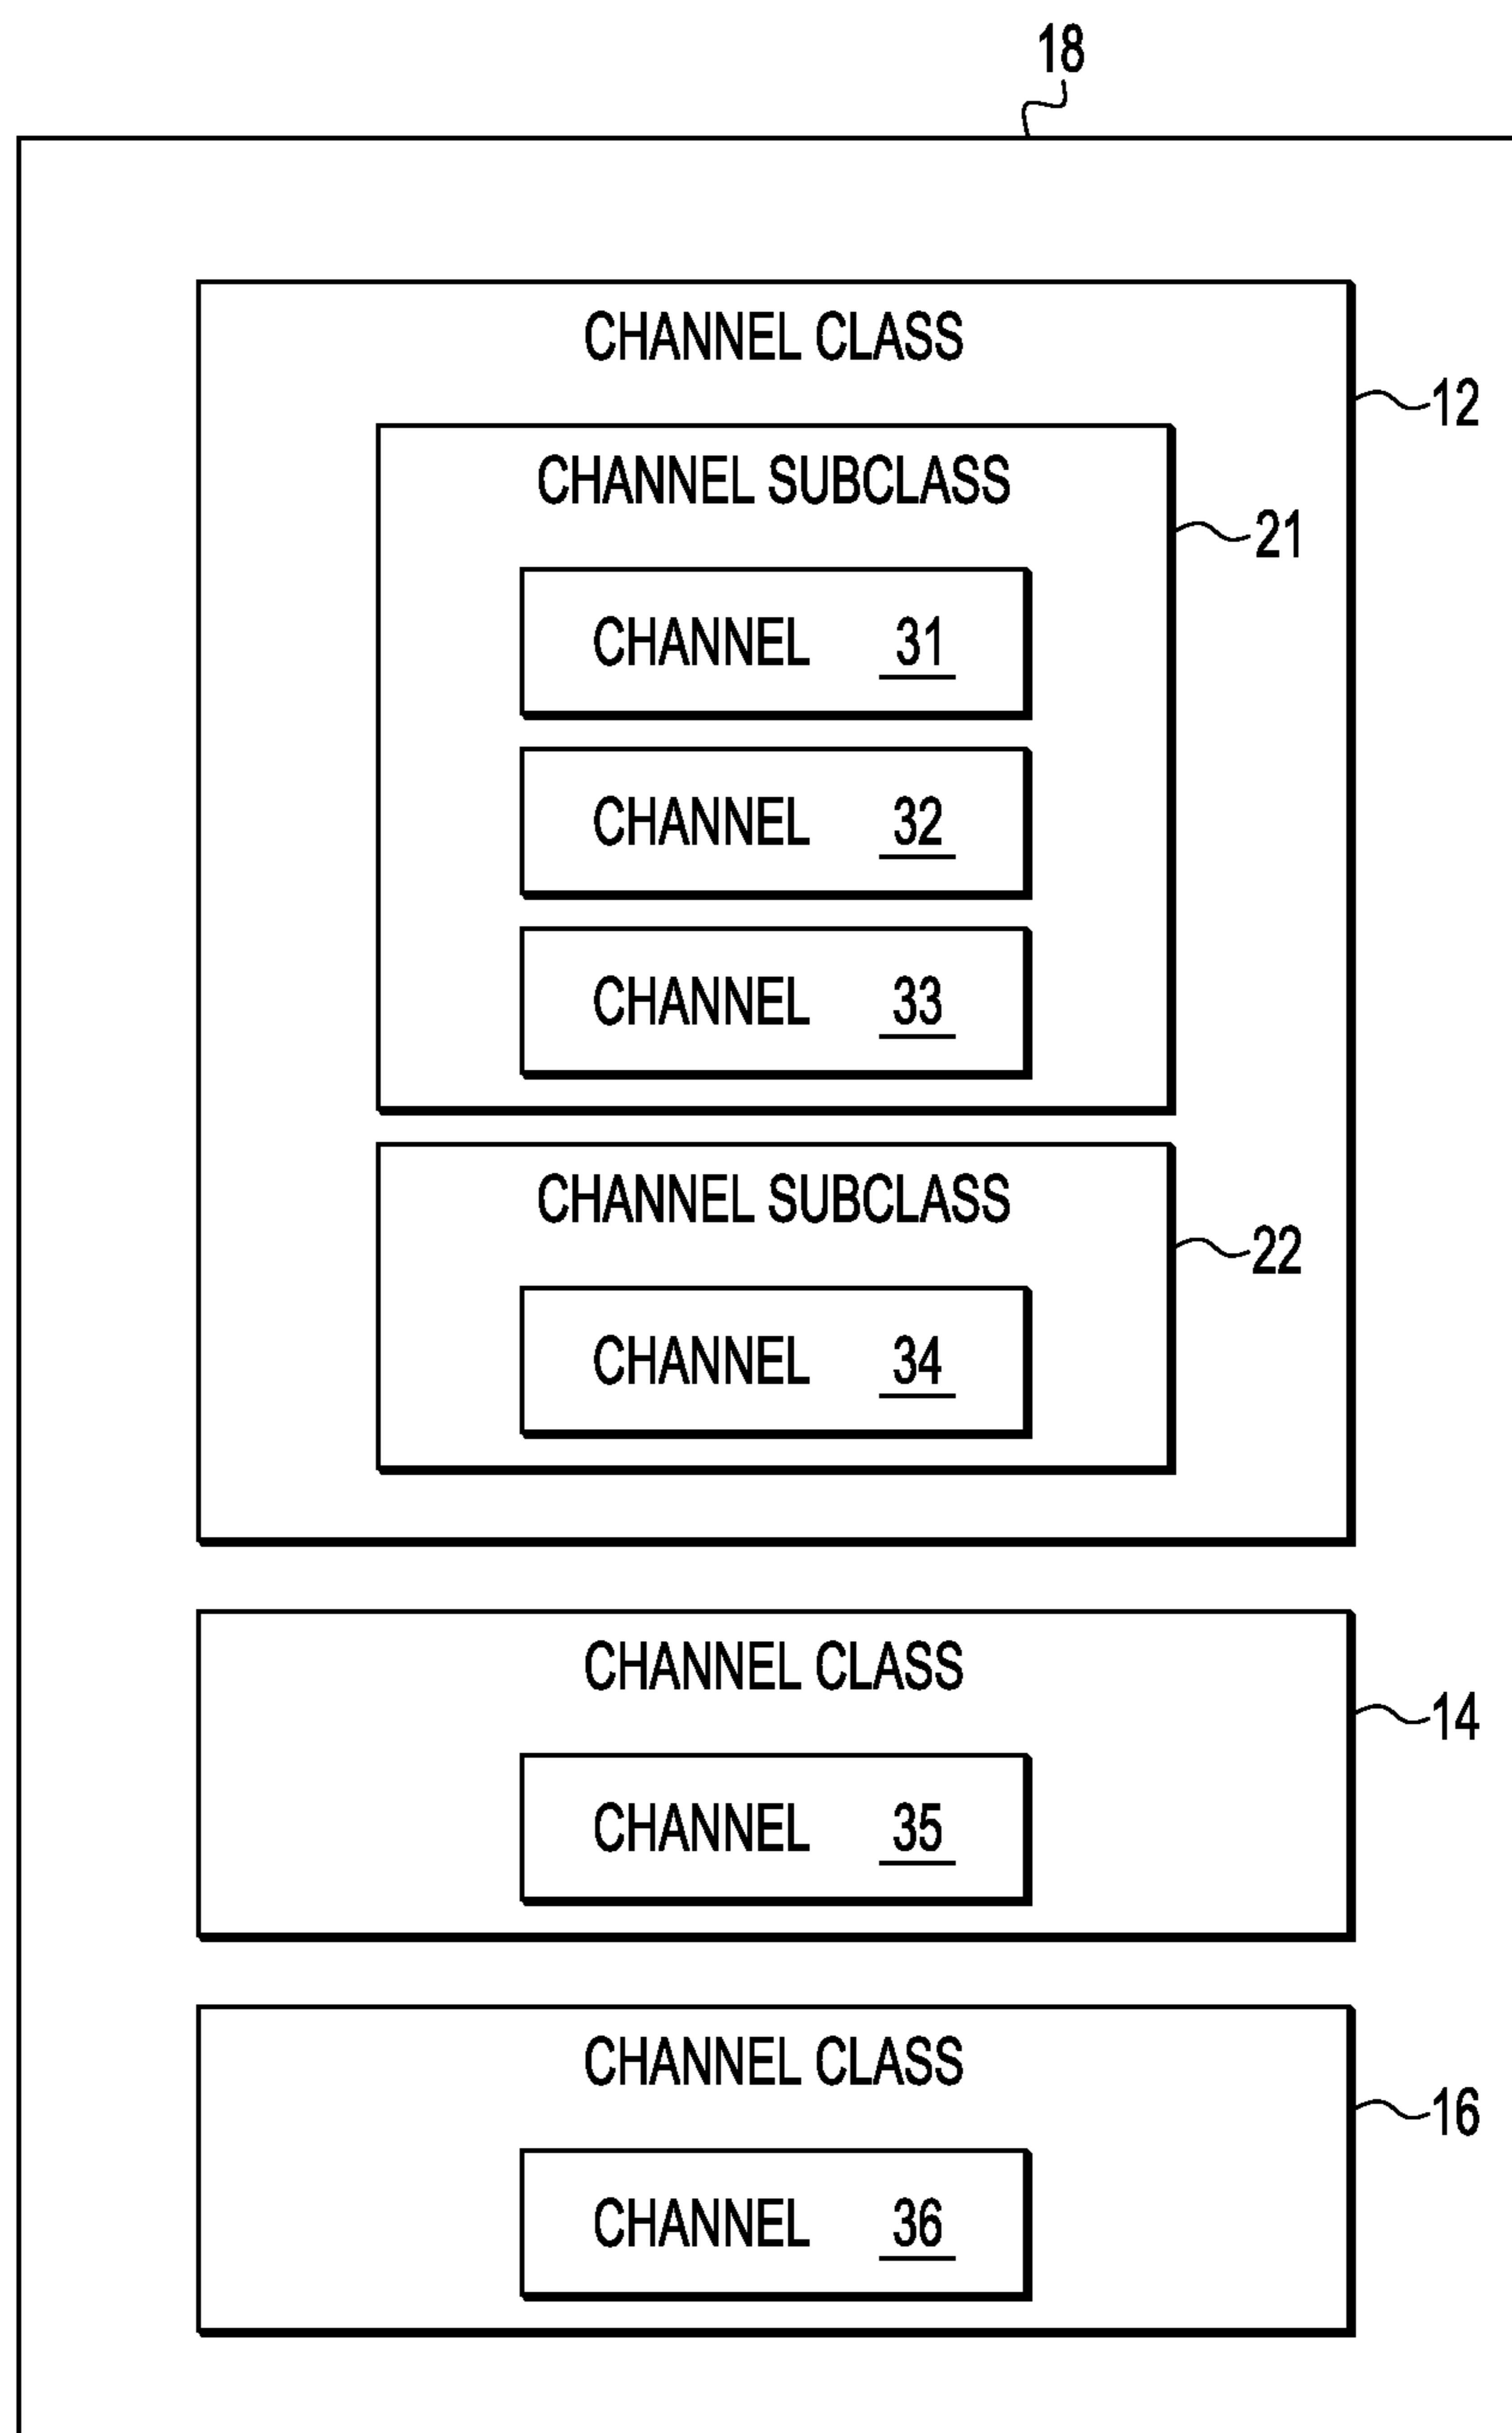 18
CHANNEL CLASS
12
CHANNEL SUBCLASS
21
CHANNEL 31
CHANNEL 32
CHANNEL 33
CHANNEL SUBCLASS
22
CHANNEL 34
CHANNEL CLASS
14
CHANNEL 35
CHANNEL CLASS
16
CHANNEL 36